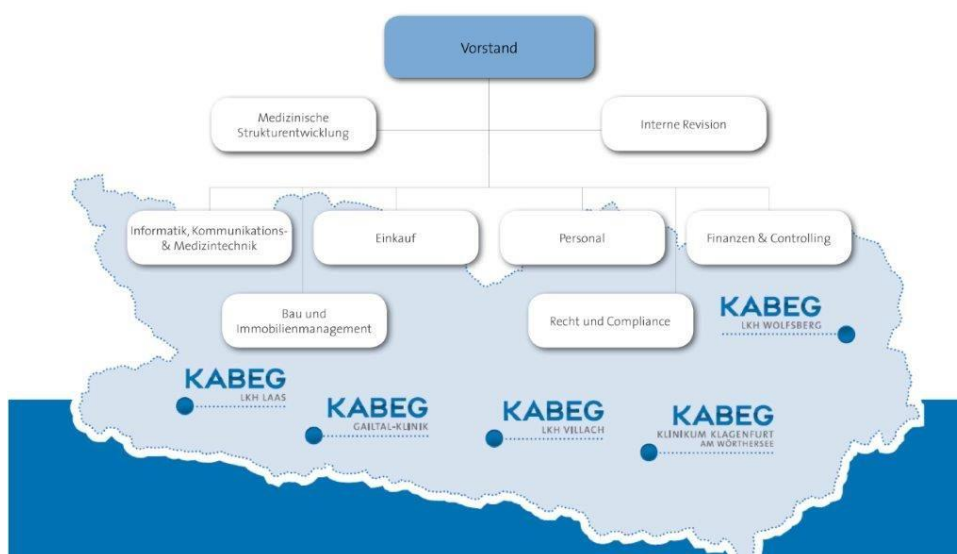 Vorstand
Medizinische
Strukturentwicklung
Interne Revision
Informatik, Kommunikations-
& Medizintechnik
Einkauf
Personal
Finanzen & Controlling
Bau und
Immobilienmanagement
Recht und Compliance
KABEG
LKH WOLFSBERG
KABEG
LKH LAAS
KABEG
GAILTAL-KLINIK
KABEG
LKH VILLACH
KABEG
KLINIKUM KLAGENFURT
AM WÖRTHERSEE